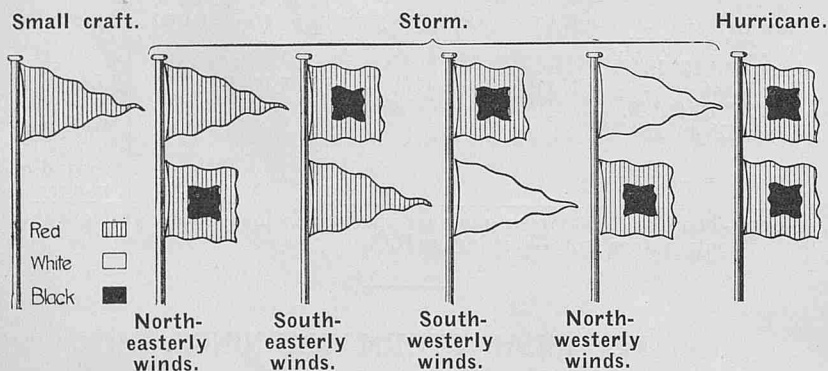 Small craft.
Storm.
Hurricane.
Red
White
Black
North-
easterly
winds.
South-
easterly
winds.
South-
westerly
winds.
North-
westerly
winds.